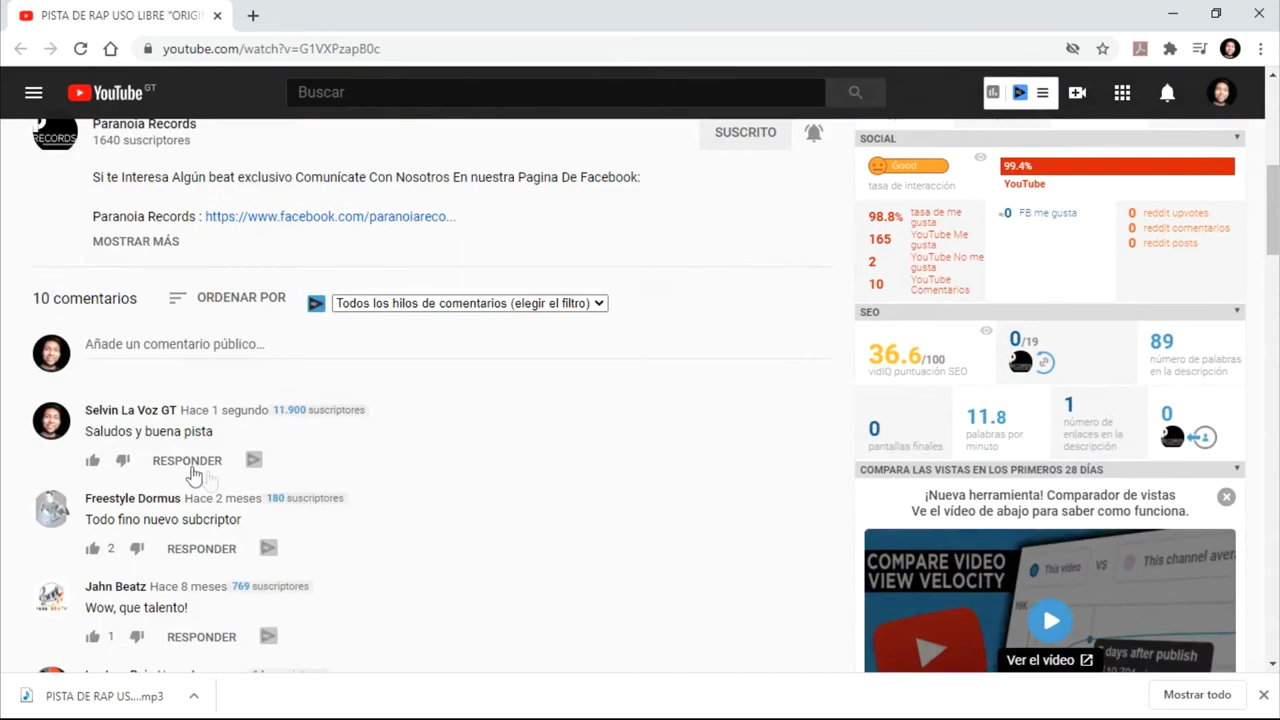 PISTA DE RAP USO LIBRE "ORIGI
youtube.com/watch?v=G1VXPzapB0c
YouTube GT
Buscar
RECORDS
Paranoia Records
1640 suscriptores
SUSCRITO
Si te Interesa Algún beat exclusivo Comunícate Con Nosotros En nuestra Pagina De Facebook:
Paranoia Records : https://www.facebook.com/paranoiareco...
MOSTRAR MÁS
10 comentarios
ORDENAR POR
Todos los hilos de comentarios (elegir el filtro)
Añade un comentario público...
Selvin La Voz GT Hace 1 segundo 11.900 suscriptores
Saludos y buena pista
RESPONDER
Freestyle Dormus Hace 2 meses 180 suscriptores
Todo fino nuevo subcriptor
2 RESPONDER
Jahn Beatz Hace 8 meses 769 suscriptores
Wow, que talento!
1 RESPONDER
SOCIAL
Good
tasa de interacción
99.4%
YouTube
98.8% tasa de me
gusta
165 YouTube Me
gusta
2 YouTube No me
gusta
10 YouTube
Comentarios
0 FB me gusta
0 reddit upvotes
0 reddit comentarios
0 reddit posts
SEO
36.6/100
vidIQ puntuación SEO
0/19
89
número de palabras
en la descripción
0
pantallas finales
11.8
palabras por
minuto
1
número de
enlaces en la
descripción
0
COMPARA LAS VISTAS EN LOS PRIMEROS 28 DÍAS
¡Nueva herramienta! Comparador de vistas
Ve el vídeo de abajo para saber como funciona.
COMPARE VIDEO
VIEW VELOCITY
This video
VS
This channel aver
days after publish
Ver el vídeo
PISTA DE RAP US....mp3
Mostrar todo